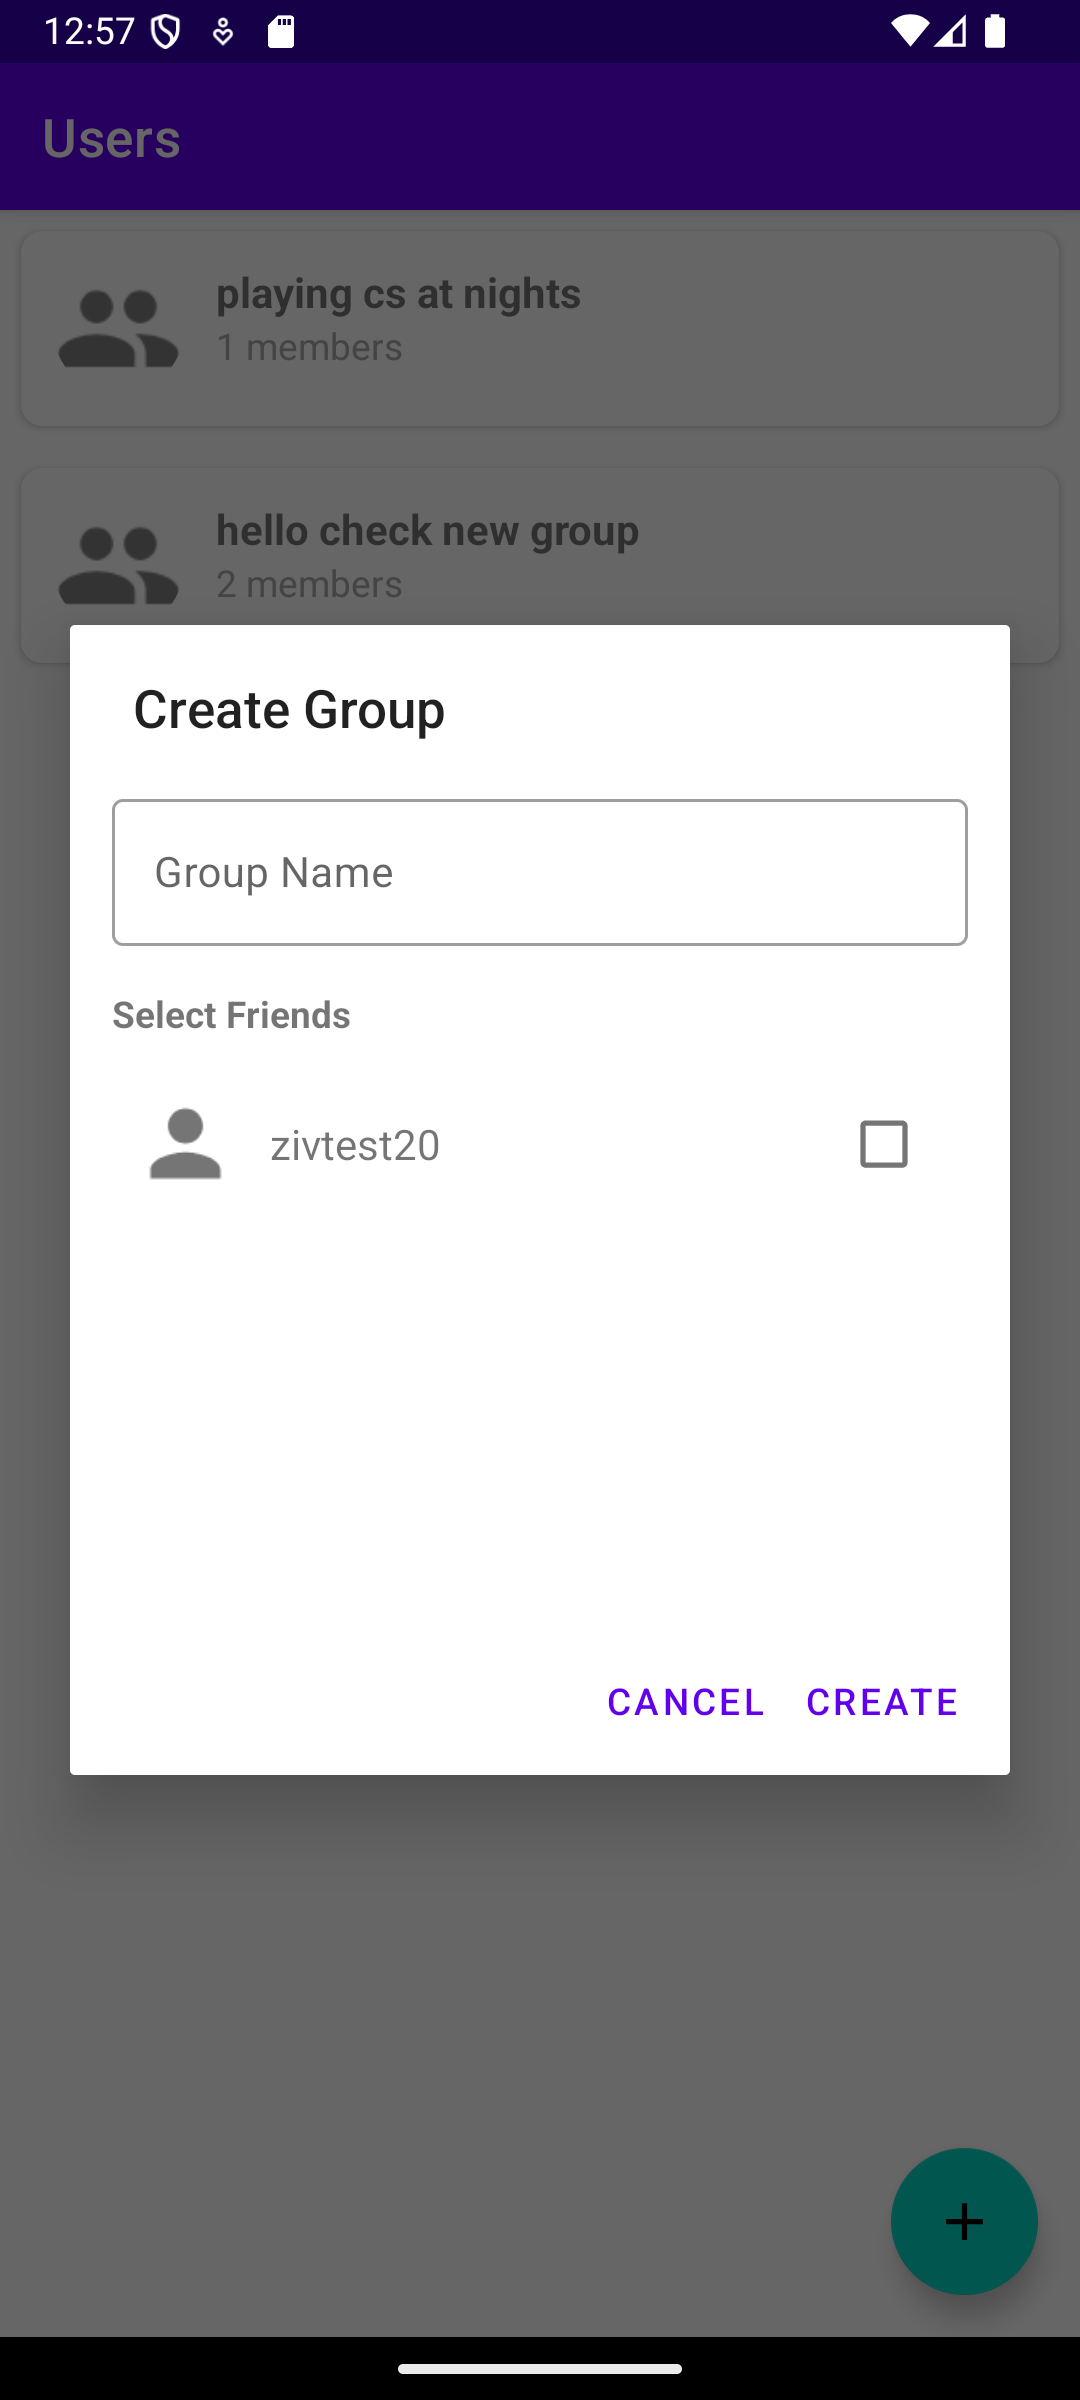 12:57
Users
playing cs at nights
1 members
hello check new group
2 members
Create Group
Group Name
Select Friends
zivtest20
CANCEL CREATE